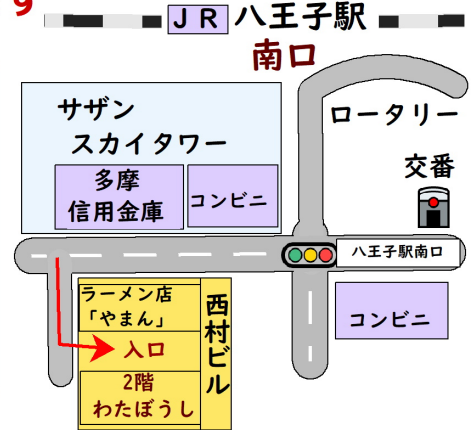 9
JR 八王子駅
南口
サザン
スカイタワー
ロータリー
多摩
信用金庫
コンビニ
交番
八王子駅南口
ラーメン店
「やまん」
西村ビル
入口
2階
わたぼうし
コンビニ